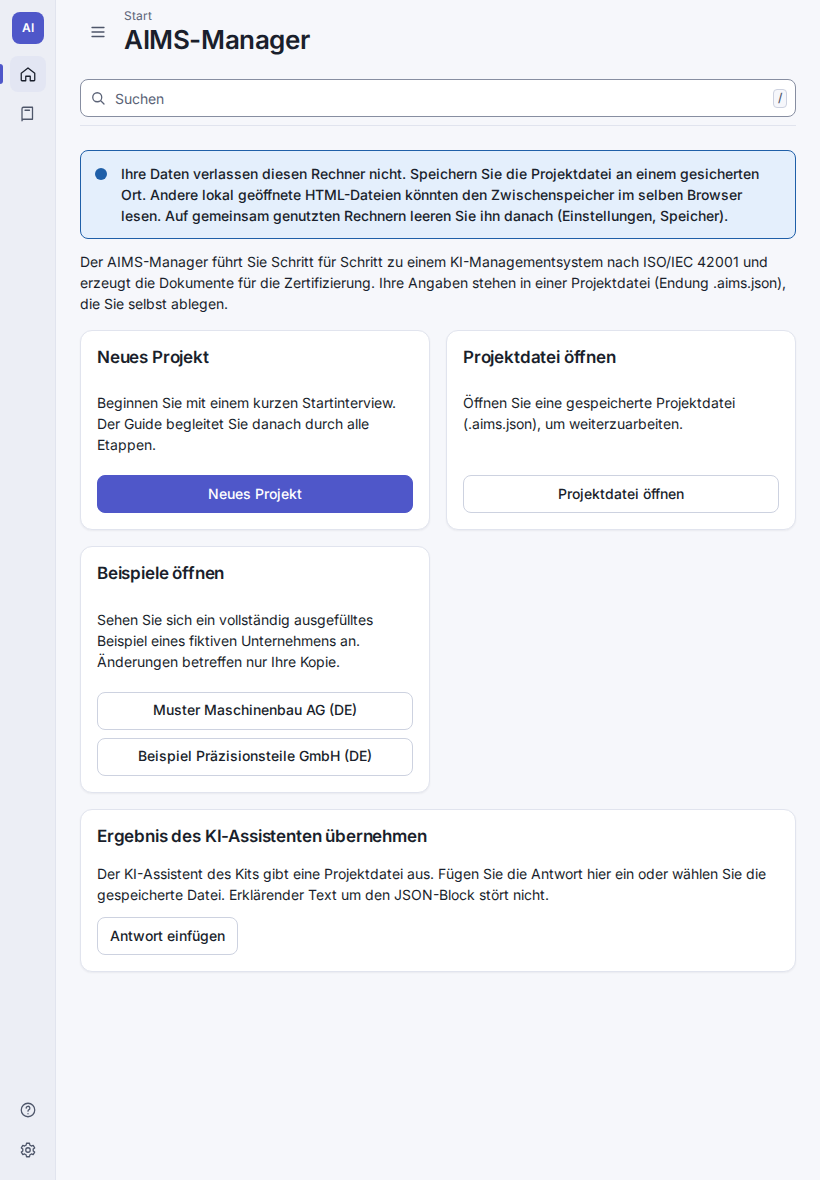 AI
Start
AIMS-Manager
Suchen
/
Ihre Daten verlassen diesen Rechner nicht. Speichern Sie die Projektdatei an einem gesicherten
Ort. Andere lokal geöffnete HTML-Dateien könnten den Zwischenspeicher im selben Browser
lesen. Auf gemeinsam genutzten Rechnern leeren Sie ihn danach (Einstellungen, Speicher).
Der AIMS-Manager führt Sie Schritt für Schritt zu einem KI-Managementsystem nach ISO/IEC 42001 und
erzeugt die Dokumente für die Zertifizierung. Ihre Angaben stehen in einer Projektdatei (Endung .aims.json),
die Sie selbst ablegen.
Neues Projekt
Beginnen Sie mit einem kurzen Startinterview.
Der Guide begleitet Sie danach durch alle
Etappen.
Neues Projekt
Projektdatei öffnen
Öffnen Sie eine gespeicherte Projektdatei
(.aims.json), um weiterzuarbeiten.
Projektdatei öffnen
Beispiele öffnen
Sehen Sie sich ein vollständig ausgefülltes
Beispiel eines fiktiven Unternehmens an.
Änderungen betreffen nur Ihre Kopie.
Muster Maschinenbau AG (DE)
Beispiel Präzisionsteile GmbH (DE)
Ergebnis des KI-Assistenten übernehmen
Der KI-Assistent des Kits gibt eine Projektdatei aus. Fügen Sie die Antwort hier ein oder wählen Sie die
gespeicherte Datei. Erklärender Text um den JSON-Block stört nicht.
Antwort einfügen